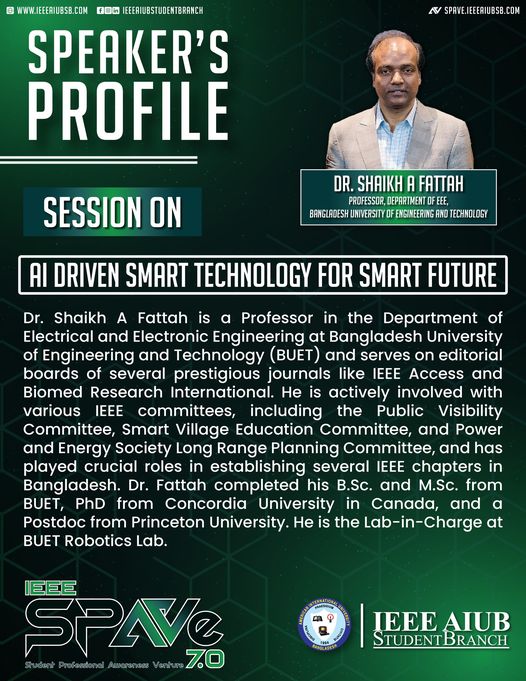 WWW.IEEEAIUBSB.COM IEEEAIUBSTUDENTBRANCH SPAVE.IEEEAIUBSB.COM
SPEAKER'S
PROFILE
DR. SHAIKH A FATTAH
PROFESSOR, DEPARTMENT OF EEE,
BANGLADESH UNIVERSITY OF ENGINEERING AND TECHNOLOGY
SESSION ON
AI DRIVEN SMART TECHNOLOGY FOR SMART FUTURE
Dr. Shaikh A Fattah is a Professor in the Department of
Electrical and Electronic Engineering at Bangladesh University
of Engineering and Technology (BUET) and serves on editorial
boards of several prestigious journals like IEEE Access and
Biomed Research International. He is actively involved with
various IEEE committees, including the Public Visibility
Committee, Smart Village Education Committee, and Power
and Energy Society Long Range Planning Committee, and has
played crucial roles in establishing several IEEE chapters in
Bangladesh. Dr. Fattah completed his B.Sc. and M.Sc. from
BUET, PhD from Concordia University in Canada, and a
Postdoc from Princeton University. He is the Lab-in-Charge at
BUET Robotics Lab.
IEEE
SPAVe
Student Professional Awareness Venture 7.0
AMERICAN INTERNATIONAL UNIVERSITY
1994
BANGLADESH
IEEE AIUB
STUDENTBRANCH